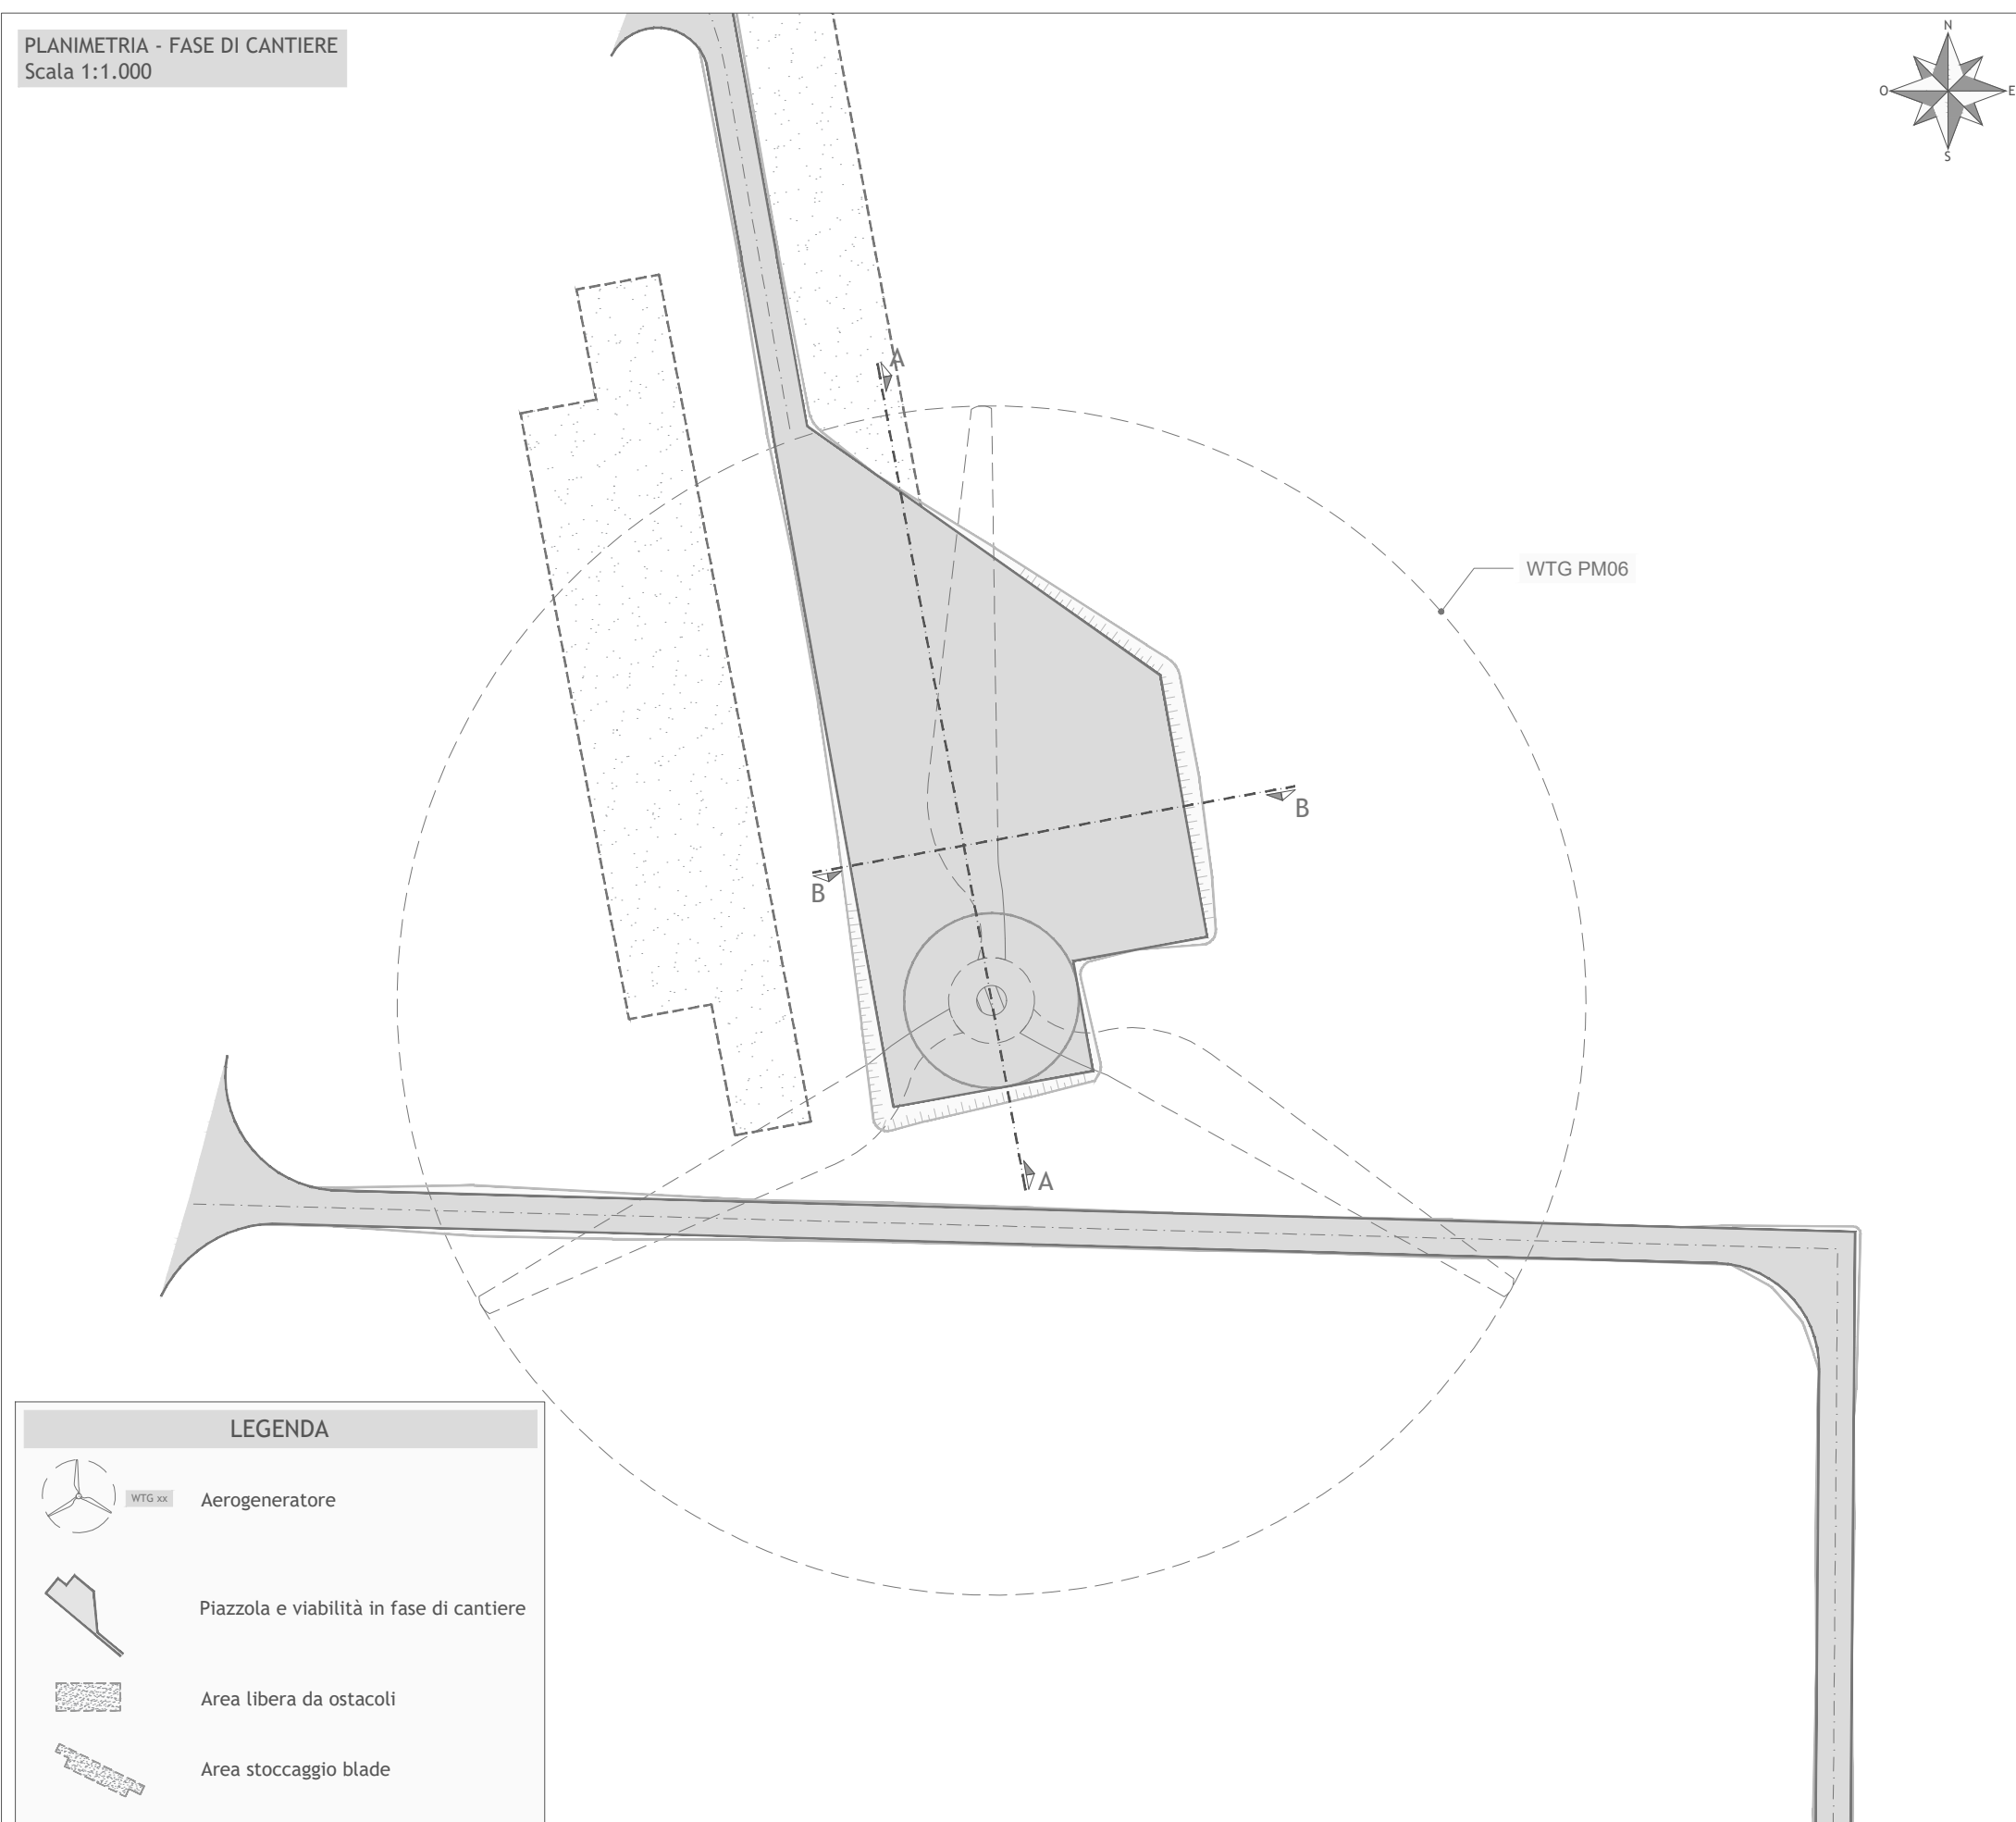 PLANIMETRIA - FASE DI CANTIERE
Scala 1:1.000
N
O
E
S
A
WTG PM06
B
B
A
LEGENDA
WTG xx
Aerogeneratore
Piazzola e viabilità in fase di cantiere
Area libera da ostacoli
Area stoccaggio blade